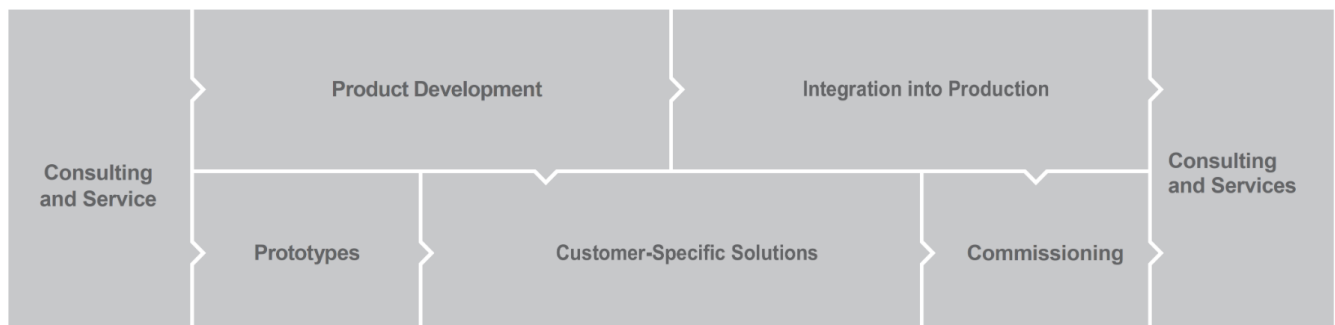 Consulting
and Service
Product Development
Integration into Production
Prototypes
Customer-Specific Solutions
Commissioning
Consulting
and Services